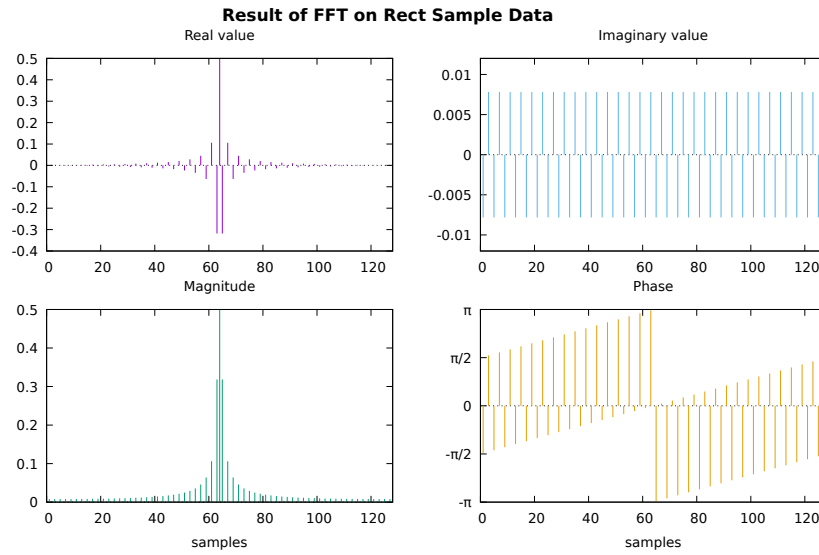 Result of FFT on Rect Sample Data
Real value
0.5
0.4
0.3
0.2
0.1
0
-0.1
-0.2
-0.3
-0.4
0 20 40 60 80 100 120
Imaginary value
0.01
0.005
0
-0.005
-0.01
0 20 40 60 80 100 120
Magnitude
0.5
0.4
0.3
0.2
0.1
0
0 20 40 60 80 100 120
samples
Phase
π
π/2
0
-π/2
-π
0 20 40 60 80 100 120
samples